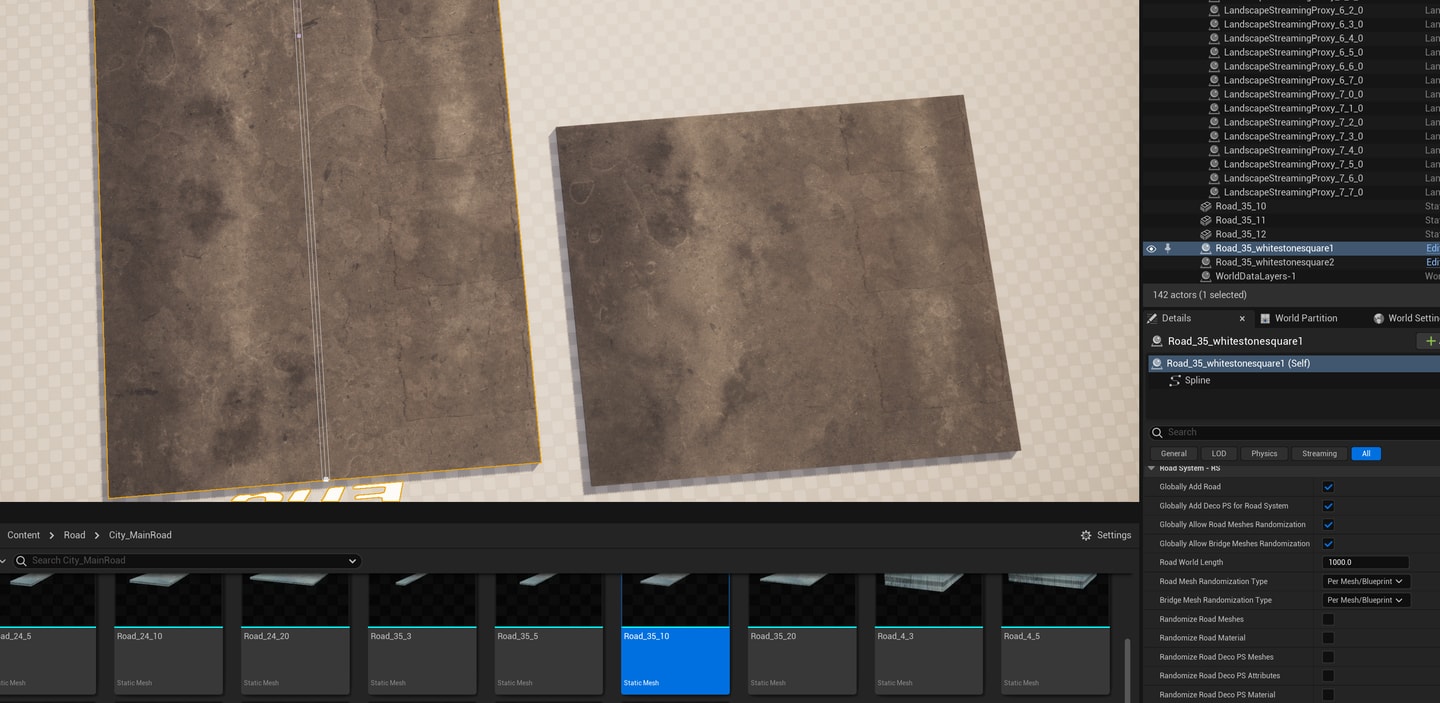 LandscapeStreamingProxy_6_2_0 Lan
LandscapeStreamingProxy_6_3_0 Lan
LandscapeStreamingProxy_6_4_0 Lan
LandscapeStreamingProxy_6_5_0 Lan
LandscapeStreamingProxy_6_6_0 Lan
LandscapeStreamingProxy_6_7_0 Lan
LandscapeStreamingProxy_7_0_0 Lan
LandscapeStreamingProxy_7_1_0 Lan
LandscapeStreamingProxy_7_2_0 Lan
LandscapeStreamingProxy_7_3_0 Lan
LandscapeStreamingProxy_7_4_0 Lan
LandscapeStreamingProxy_7_5_0 Lan
LandscapeStreamingProxy_7_6_0 Lan
LandscapeStreamingProxy_7_7_0 Lan
Road_35_10 Sta
Road_35_11 Sta
Road_35_12 Sta
Road_35_whitestonesquare1 Edi
Road_35_whitestonesquare2 Edi
WorldDataLayers-1 Wor
142 actors (1 selected)
Details World Partition World Settin
Road_35_whitestonesquare1
Road_35_whitestonesquare1 (Self)
Spline
Search
General LOD Physics Streaming All
Road System - RS
Globally Add Road
Globally Add Deco PS for Road System
Globally Allow Road Meshes Randomization
Globally Allow Bridge Meshes Randomization
Road World Length 1000.0
Road Mesh Randomization Type Per Mesh/Blueprint
Bridge Mesh Randomization Type Per Mesh/Blueprint
Randomize Road Meshes
Randomize Road Material
Randomize Road Deco PS Meshes
Randomize Road Deco PS Attributes
Randomize Road Deco PS Material
Content Road City_MainRoad Settings
Search City_MainRoad
ad_24_5 Road_24_10 Road_24_20 Road_35_3 Road_35_5 Road_35_10 Road_35_20 Road_4_3 Road_4_5
tic Mesh Static Mesh Static Mesh Static Mesh Static Mesh Static Mesh Static Mesh Static Mesh Static Mesh